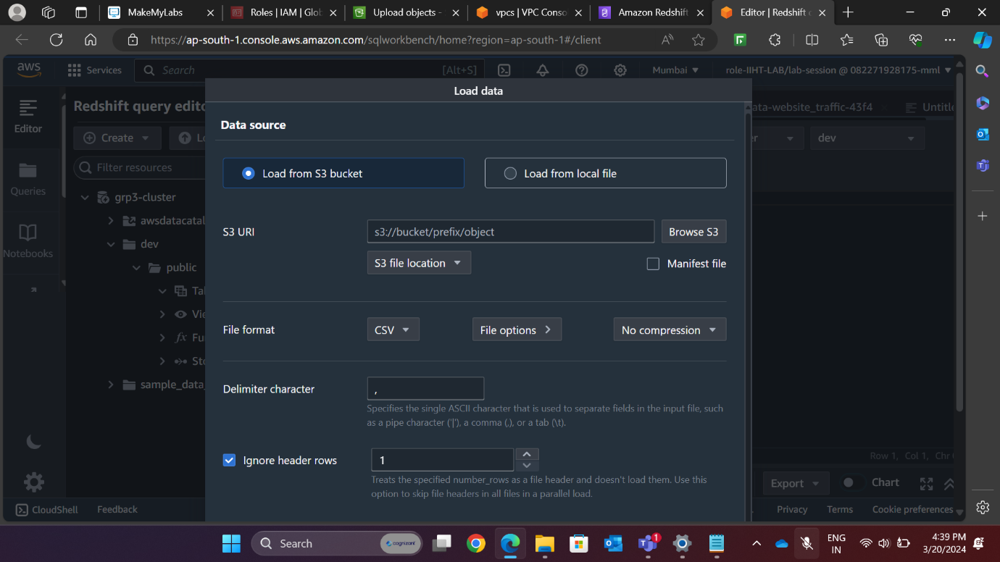 MakeMyLabs
Roles | IAM | Glob
Upload objects -
vpcs | VPC Conso
Amazon Redshift
Editor | Redshift
https://ap-south-1.console.aws.amazon.com/sqlworkbench/home?region=ap-south-1#/client
aws
Services
Search
[Alt+S]
Mumbai
role-IIHT-LAB/lab-session @ 082271928175-mml
Load data
Editor
Redshift query edito
Create
Lo
Filter resources
grp3-cluster
awsdatacatal
dev
public
Tal
Vie
Fu
Sto
sample_data_
Queries
Notebooks
ata-website_traffic-43f4
Untitle
er
dev
Data source
Load from S3 bucket
Load from local file
S3 URI
s3://bucket/prefix/object
Browse S3
S3 file location
Manifest file
File format
CSV
File options
No compression
Delimiter character
,
Specifies the single ASCII character that is used to separate fields in the input file, such
as a pipe character ('|'), a comma (,), or a tab (\t).
Ignore header rows
1
Treats the specified number_rows as a file header and doesn't load them. Use this
option to skip file headers in all files in a parallel load.
Row 1, Col 1, Chr
Export
Chart
CloudShell
Feedback
Privacy
Terms
Cookie preferences
Search
cognizant
1
ENG
IN
4:39 PM
3/20/2024